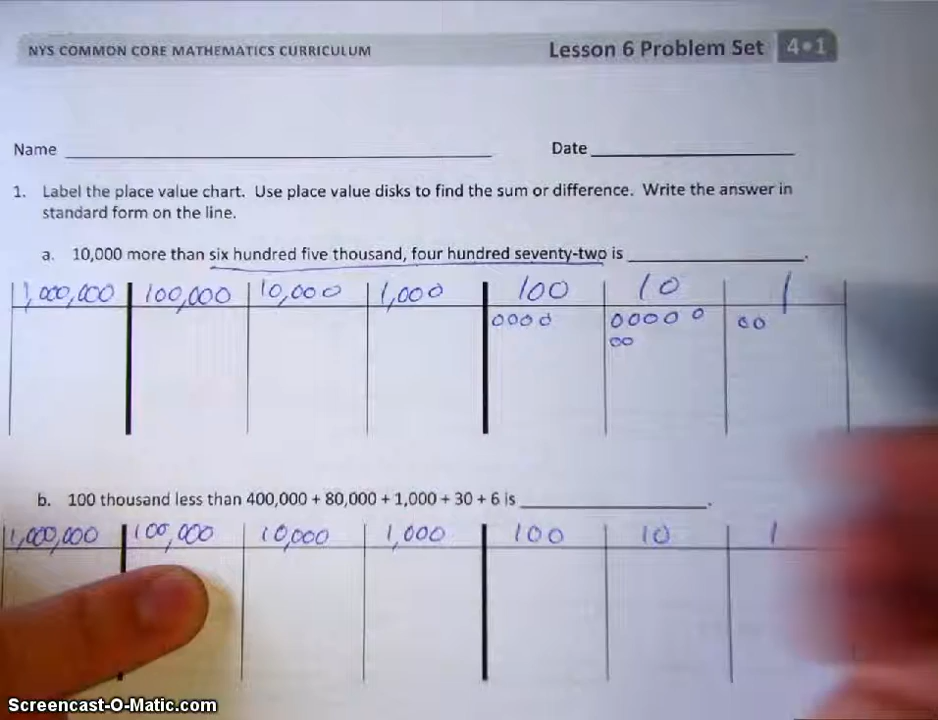 NYS COMMON CORE MATHEMATICS CURRICULUM Lesson 6 Problem Set 4•1
Name Date
1. Label the place value chart. Use place value disks to find the sum or difference. Write the answer in
standard form on the line.
a. 10,000 more than six hundred five thousand, four hundred seventy-two is ____________.
1,000,000 100,000 10,000 1,000 100 10 1
b. 100 thousand less than 400,000 + 80,000 + 1,000 + 30 + 6 is ____________.
1,000,000 100,000 10,000 1,000 100 10 1
Screencast-O-Matic.com